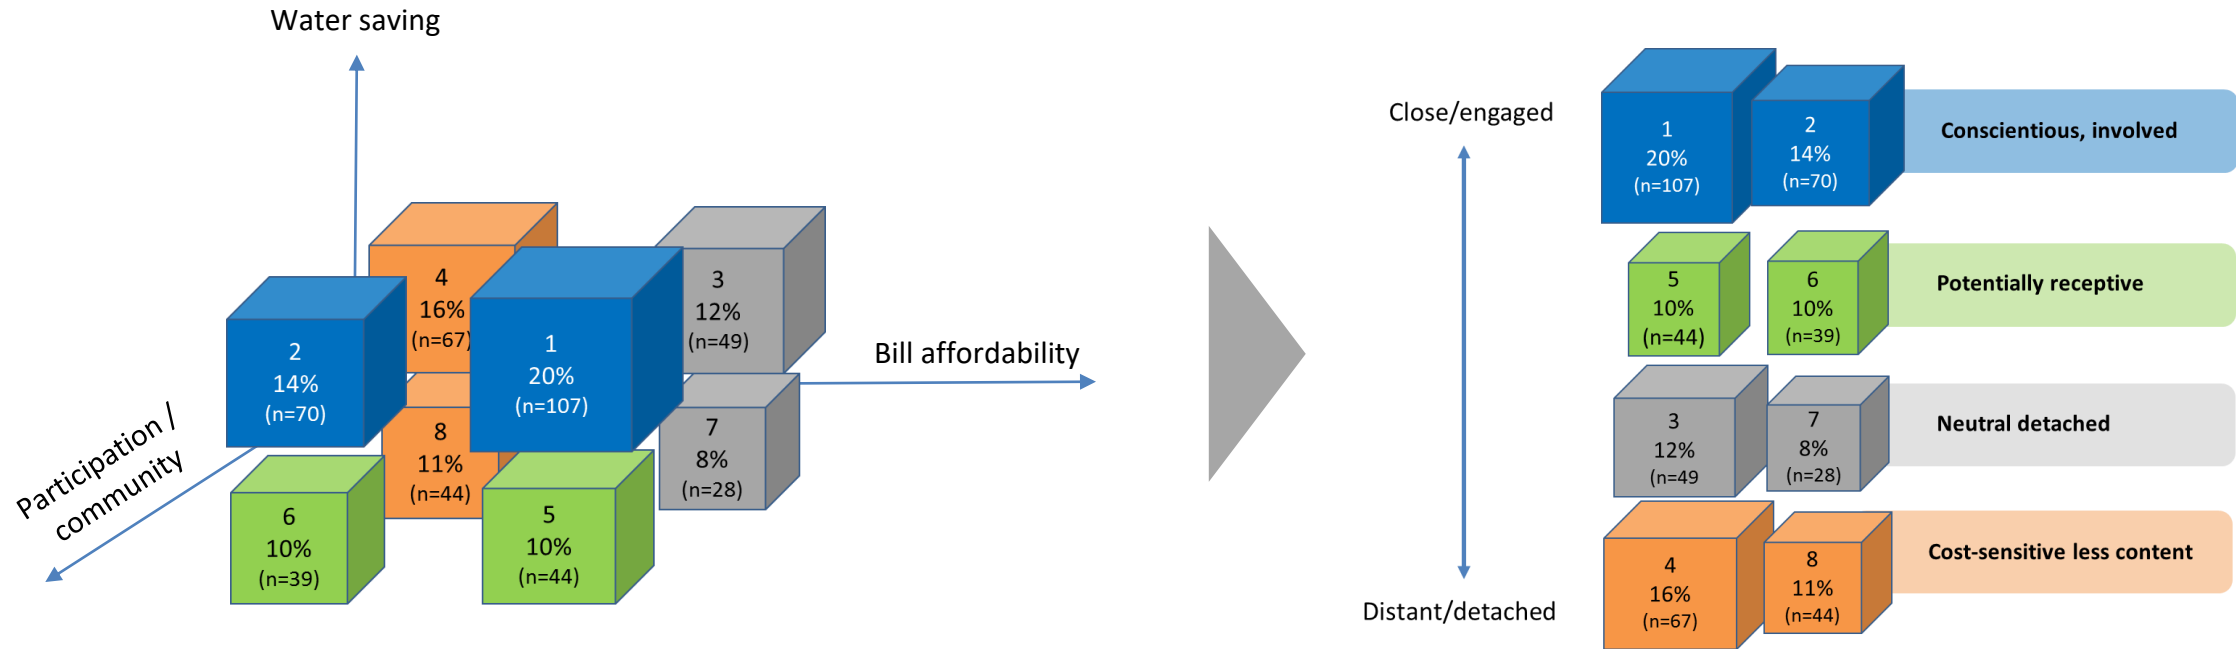 Water saving
4
16%
(n=67)
3
12%
(n=49)
2
14%
(n=70)
1
20%
(n=107)
Bill affordability
Participation /
community
8
11%
(n=44)
7
8%
(n=28)
6
10%
(n=39)
5
10%
(n=44)
Close/engaged
Distant/detached
1
20%
(n=107)
2
14%
(n=70)
Conscientious, involved
5
10%
(n=44)
6
10%
(n=39)
Potentially receptive
3
12%
(n=49
7
8%
(n=28)
Neutral detached
4
16%
(n=67)
8
11%
(n=44)
Cost-sensitive less content